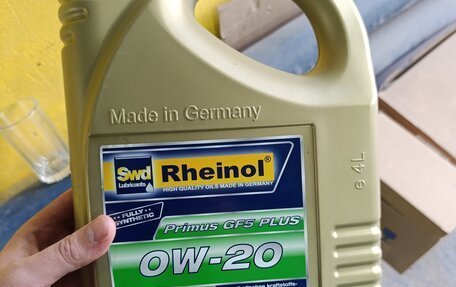 Made in Germany
Swd
Lubricants
Rheinol®
HIGH QUALITY OILS MADE IN GERMANY
FULLY
SYNTHETIC
Primus GF5 PLUS
0W-20
e 4L